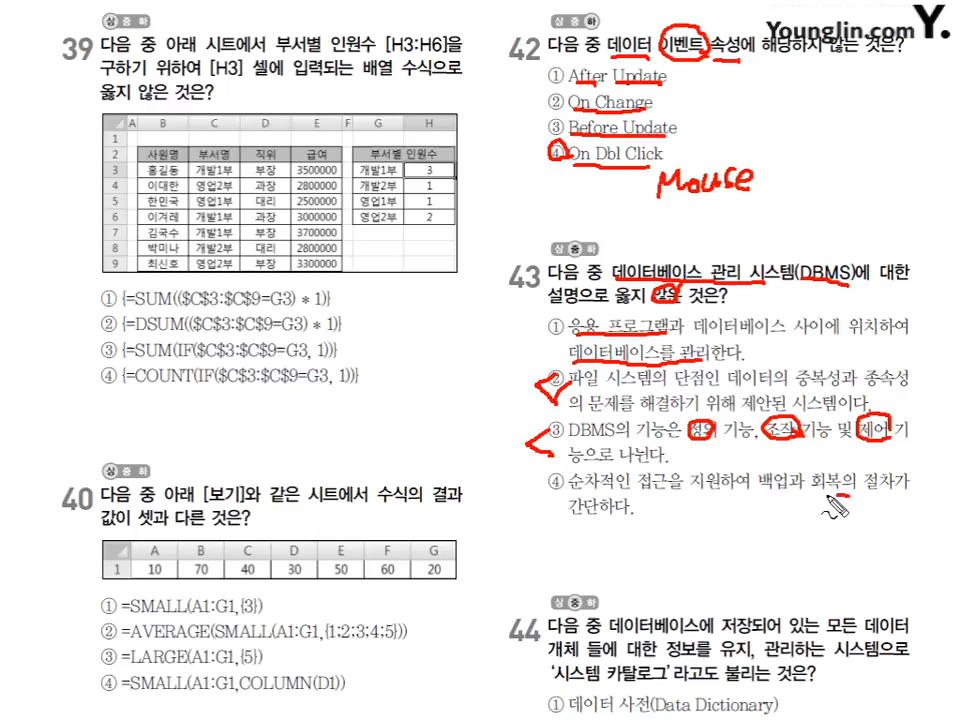 상 중 하
39 다음 중 아래 시트에서 부서별 인원수 [H3:H6]을
구하기 위하여 [H3] 셀에 입력되는 배열 수식으로
옳지 않은 것은?
A B C D E F G H
1
2 사원명 부서명 직위 급여 부서별 인원수
3 홍길동 개발1부 부장 3500000 개발1부 3
4 이대한 영업2부 과장 2800000 개발2부 1
5 한민국 영업1부 대리 2500000 영업1부 1
6 이겨레 개발1부 과장 3000000 영업2부 2
7 김국수 개발1부 부장 3700000
8 박미나 개발2부 대리 2800000
9 최신호 영업2부 부장 3300000
① {=SUM(($C$3:$C$9=G3) * 1)}
② {=DSUM(($C$3:$C$9=G3) * 1)}
③ {=SUM(IF($C$3:$C$9=G3, 1))}
④ {=COUNT(IF($C$3:$C$9=G3, 1))}
상 중 하
40 다음 중 아래 [보기]와 같은 시트에서 수식의 결과
값이 셋과 다른 것은?
A B C D E F G
1 10 70 40 30 50 60 20
① =SMALL(A1:G1,{3})
② =AVERAGE(SMALL(A1:G1,{1;2;3;4;5}))
③ =LARGE(A1:G1,{5})
④ =SMALL(A1:G1,COLUMN(D1))
Younglin.com Y.
상 중 하
42 다음 중 데이터 이벤트 속성에 해당하지 않는 것은?
① After Update
② On Change
③ Before Update
④ On Dbl Click
Mouse
상 중 하
43 다음 중 데이터베이스 관리 시스템(DBMS)에 대한
설명으로 옳지 않은 것은?
① 응용 프로그램과 데이터베이스 사이에 위치하여
데이터베이스를 관리한다.
② 파일 시스템의 단점인 데이터의 중복성과 종속성
의 문제를 해결하기 위해 제안된 시스템이다.
③ DBMS의 기능은 정의 기능, 조작 기능 및 제어 기
능으로 나뉜다.
④ 순차적인 접근을 지원하여 백업과 회복의 절차가
간단하다.
상 중 하
44 다음 중 데이터베이스에 저장되어 있는 모든 데이터
개체 들에 대한 정보를 유지, 관리하는 시스템으로
‘시스템 카탈로그’라고도 불리는 것은?
① 데이터 사전(Data Dictionary)